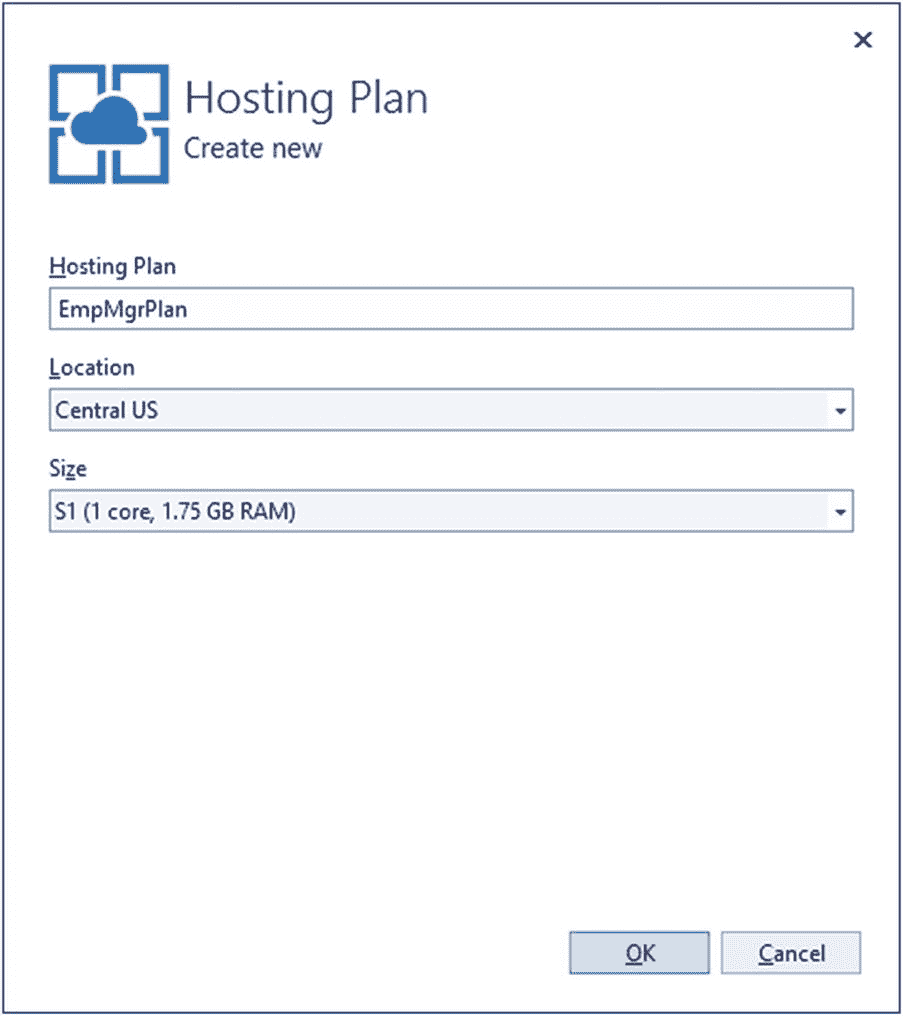 Hosting Plan
Create new
Hosting Plan
EmpMgrPlan
Location
Central US
Size
S1 (1 core, 1.75 GB RAM)
OK
Cancel